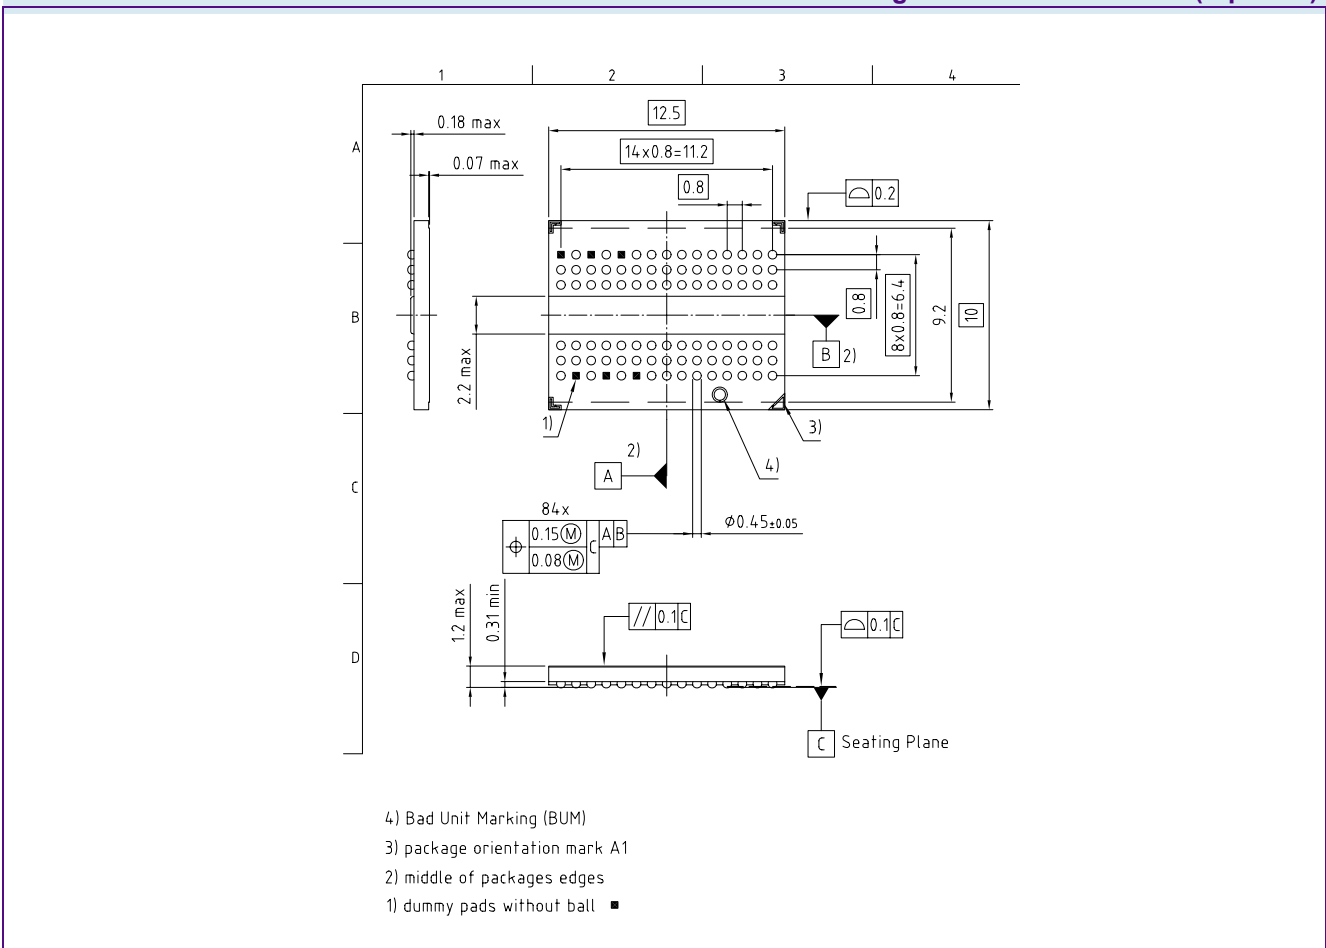 1 2 3 4
A
B
C
D
12.5
0.18 max
14x0.8=11.2
0.07 max
0.8
0.2
0.8
8x0.8=6.4
9.2
10
B 2)
2.2 max
1)
3)
2)
A
4)
84x
0.15 Ⓜ C A B
0.08 Ⓜ
Ø0.45±0.05
1.2 max
0.31 min
// 0.1 C
0.1 C
C Seating Plane
4) Bad Unit Marking (BUM)
3) package orientation mark A1
2) middle of packages edges
1) dummy pads without ball